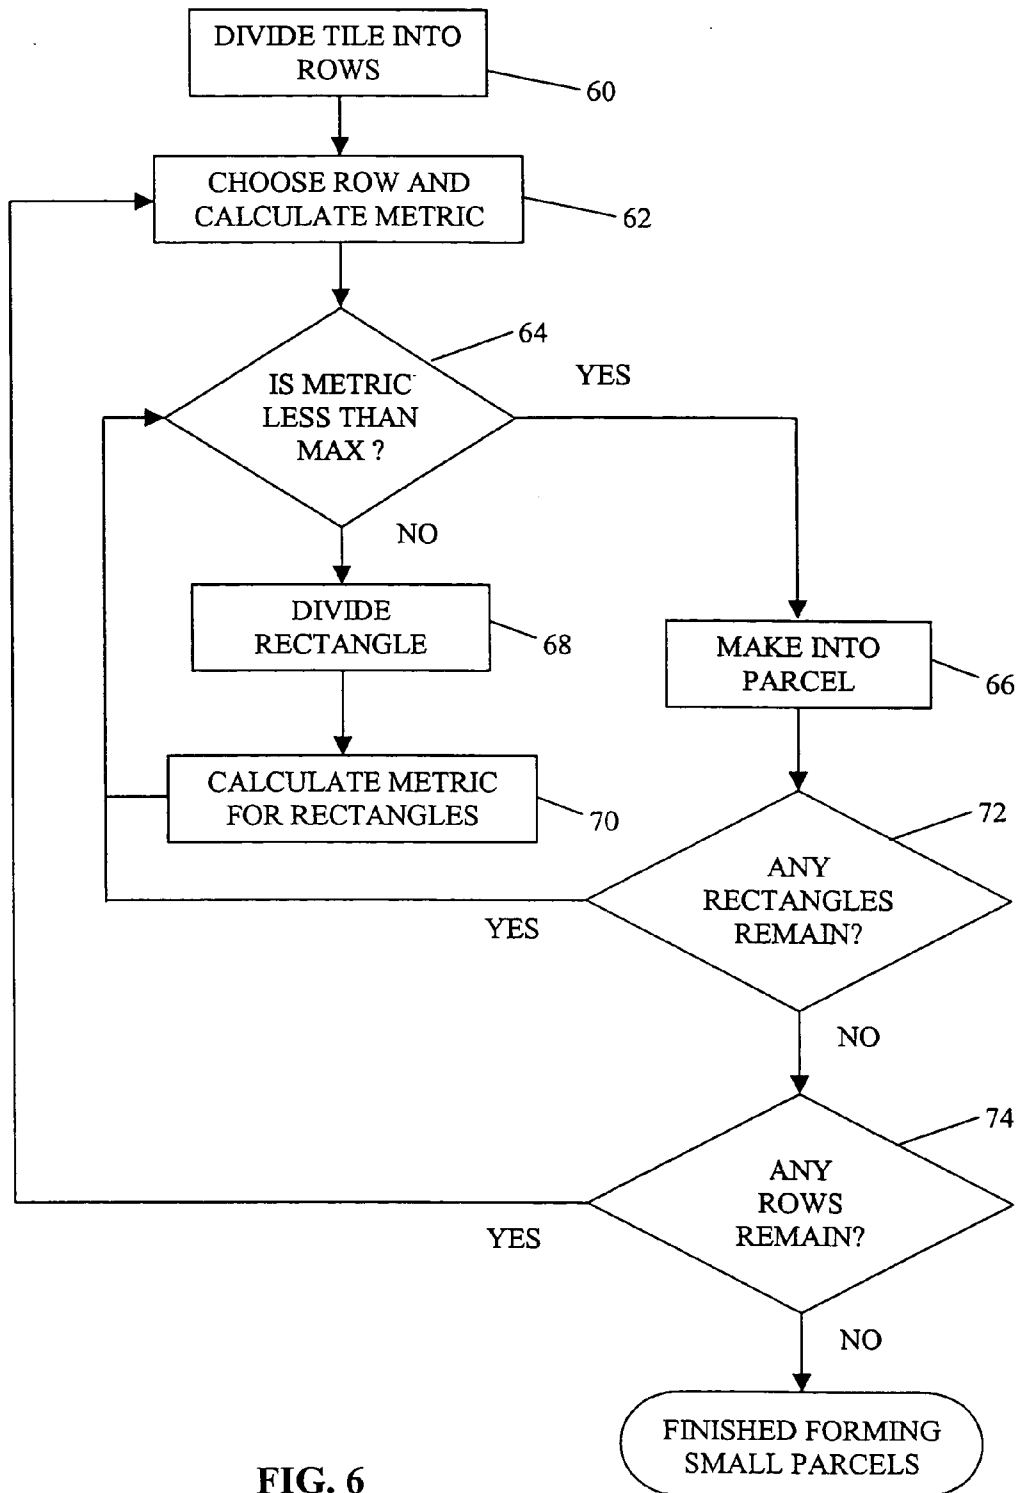 DIVIDE TILE INTO
ROWS
60
CHOOSE ROW AND
CALCULATE METRIC
62
64
IS METRIC
LESS THAN
MAX ?
YES
NO
DIVIDE
RECTANGLE
68
MAKE INTO
PARCEL
66
CALCULATE METRIC
FOR RECTANGLES
70
72
ANY
RECTANGLES
REMAIN?
YES
NO
74
ANY
ROWS
REMAIN?
YES
NO
FINISHED FORMING
SMALL PARCELS
FIG. 6